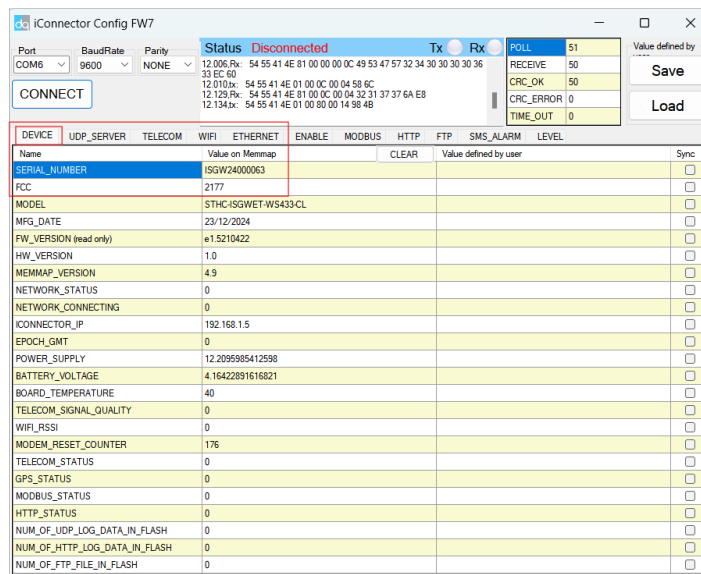 iConnector Config FW7
Port BaudRate Parity
COM6 9600 NONE
CONNECT
Status Disconnected Tx Rx
12.006,Rx: 54 55 41 4E 81 00 00 00 0C 49 53 47 57 32 34 30 30 30 30 36
33 EC 60
12.010,tx: 54 55 41 4E 01 00 0C 00 04 58 6C
12.129,Rx: 54 55 41 4E 81 00 0C 00 04 32 31 37 37 6A E8
12.134,tx: 54 55 41 4E 01 00 80 00 14 98 4B
POLL 51
RECEIVE 50
CRC_OK 50
CRC_ERROR 0
TIME_OUT 0
Value defined by
Save
Load
DEVICE UDP_SERVER TELECOM WIFI ETHERNET ENABLE MODBUS HTTP FTP SMS_ALARM LEVEL
Name Value on Memmap CLEAR Value defined by user Sync
SERIAL_NUMBER ISGW24000063
FCC 2177
MODEL STHC-ISGWET-WS433-CL
MFG_DATE 23/12/2024
FW_VERSION (read only) e1.5210422
HW_VERSION 1.0
MEMMAP_VERSION 4.9
NETWORK_STATUS 0
NETWORK_CONNECTING 0
ICONNECTOR_IP 192.168.1.5
EPOCH_GMT 0
POWER_SUPPLY 12.2095985412598
BATTERY_VOLTAGE 4.16422891616821
BOARD_TEMPERATURE 40
TELECOM_SIGNAL_QUALITY 0
WIFI_RSSI 0
MODEM_RESET_COUNTER 176
TELECOM_STATUS 0
GPS_STATUS 0
MODBUS_STATUS 0
HTTP_STATUS 0
NUM_OF_UDP_LOG_DATA_IN_FLASH 0
NUM_OF_HTTP_LOG_DATA_IN_FLASH 0
NUM_OF_FTP_FILE_IN_FLASH 0